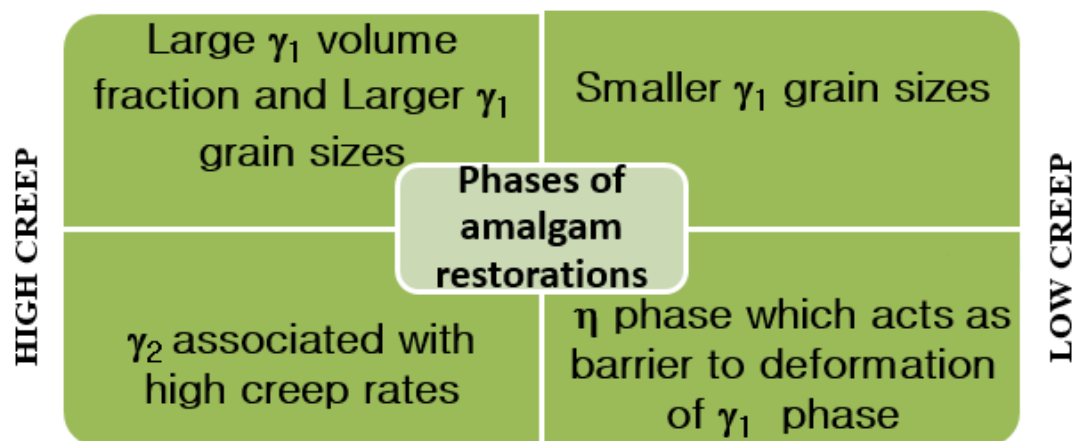 HIGH CREEP
Large γ₁ volume
fraction and Larger γ₁
grain sizes
Smaller γ₁ grain sizes
Phases of
amalgam
restorations
γ₂ associated with
high creep rates
η phase which acts as
barrier to deformation
of γ₁ phase
LOW CREEP